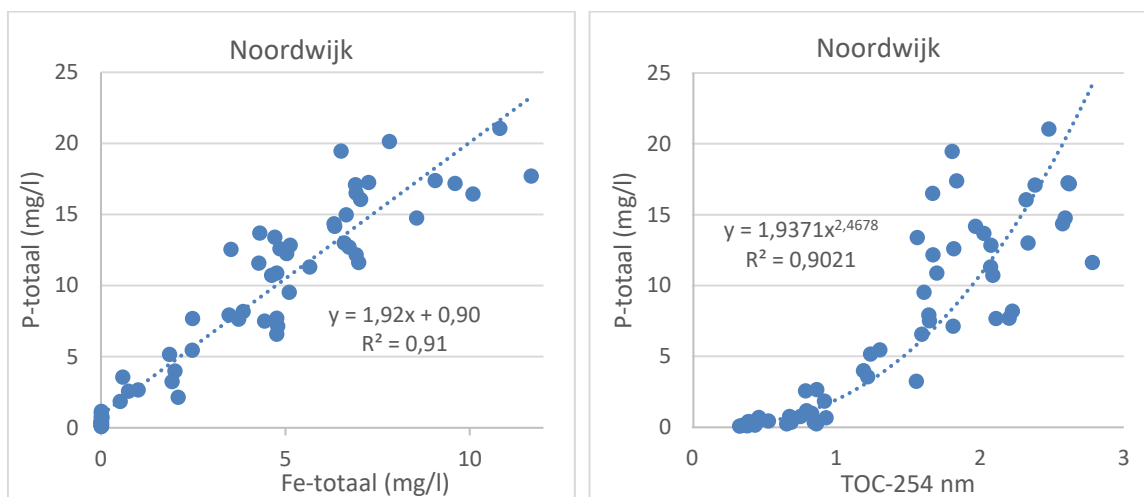 Noordwijk
25
20
15
10
5
0
P-totaal (mg/l)
y = 1,92x + 0,90
R² = 0,91
0 5 10
Fe-totaal (mg/l)
Noordwijk
25
20
15
10
5
0
P-totaal (mg/l)
y = 1,9371x^2,4678
R² = 0,9021
0 1 2 3
TOC-254 nm